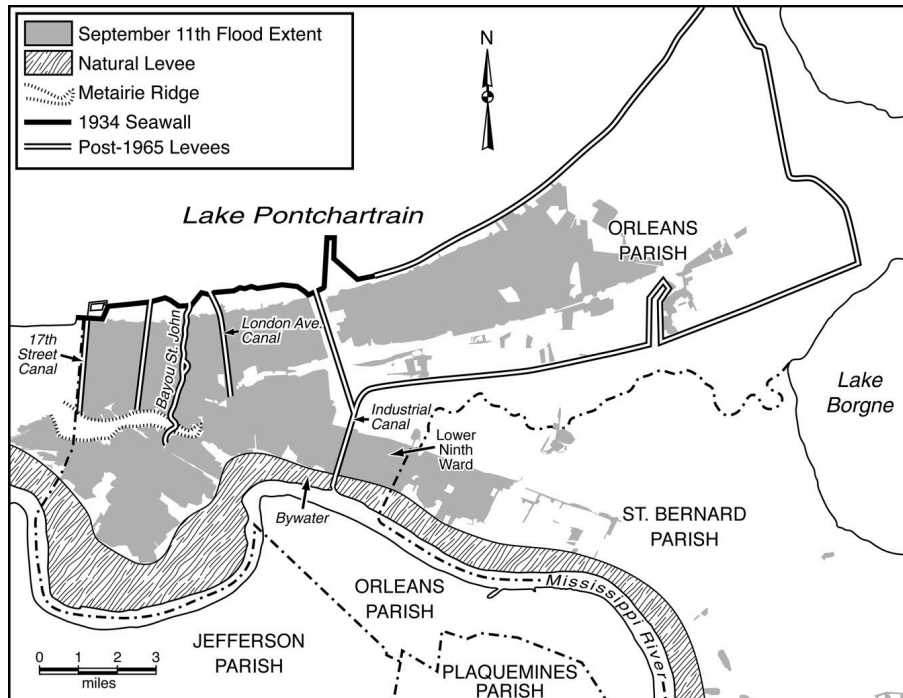 September 11th Flood Extent
Natural Levee
Metairie Ridge
1934 Seawall
Post-1965 Levees
N
Lake Pontchartrain
ORLEANS
PARISH
17th
Street
Canal
Bayou St. John
London Ave.
Canal
Industrial
Canal
Lower
Ninth
Ward
Lake
Borgne
Bywater
ST. BERNARD
PARISH
Mississippi River
ORLEANS
PARISH
JEFFERSON
PARISH
PLAQUEMINES
PARISH
0 1 2 3
miles